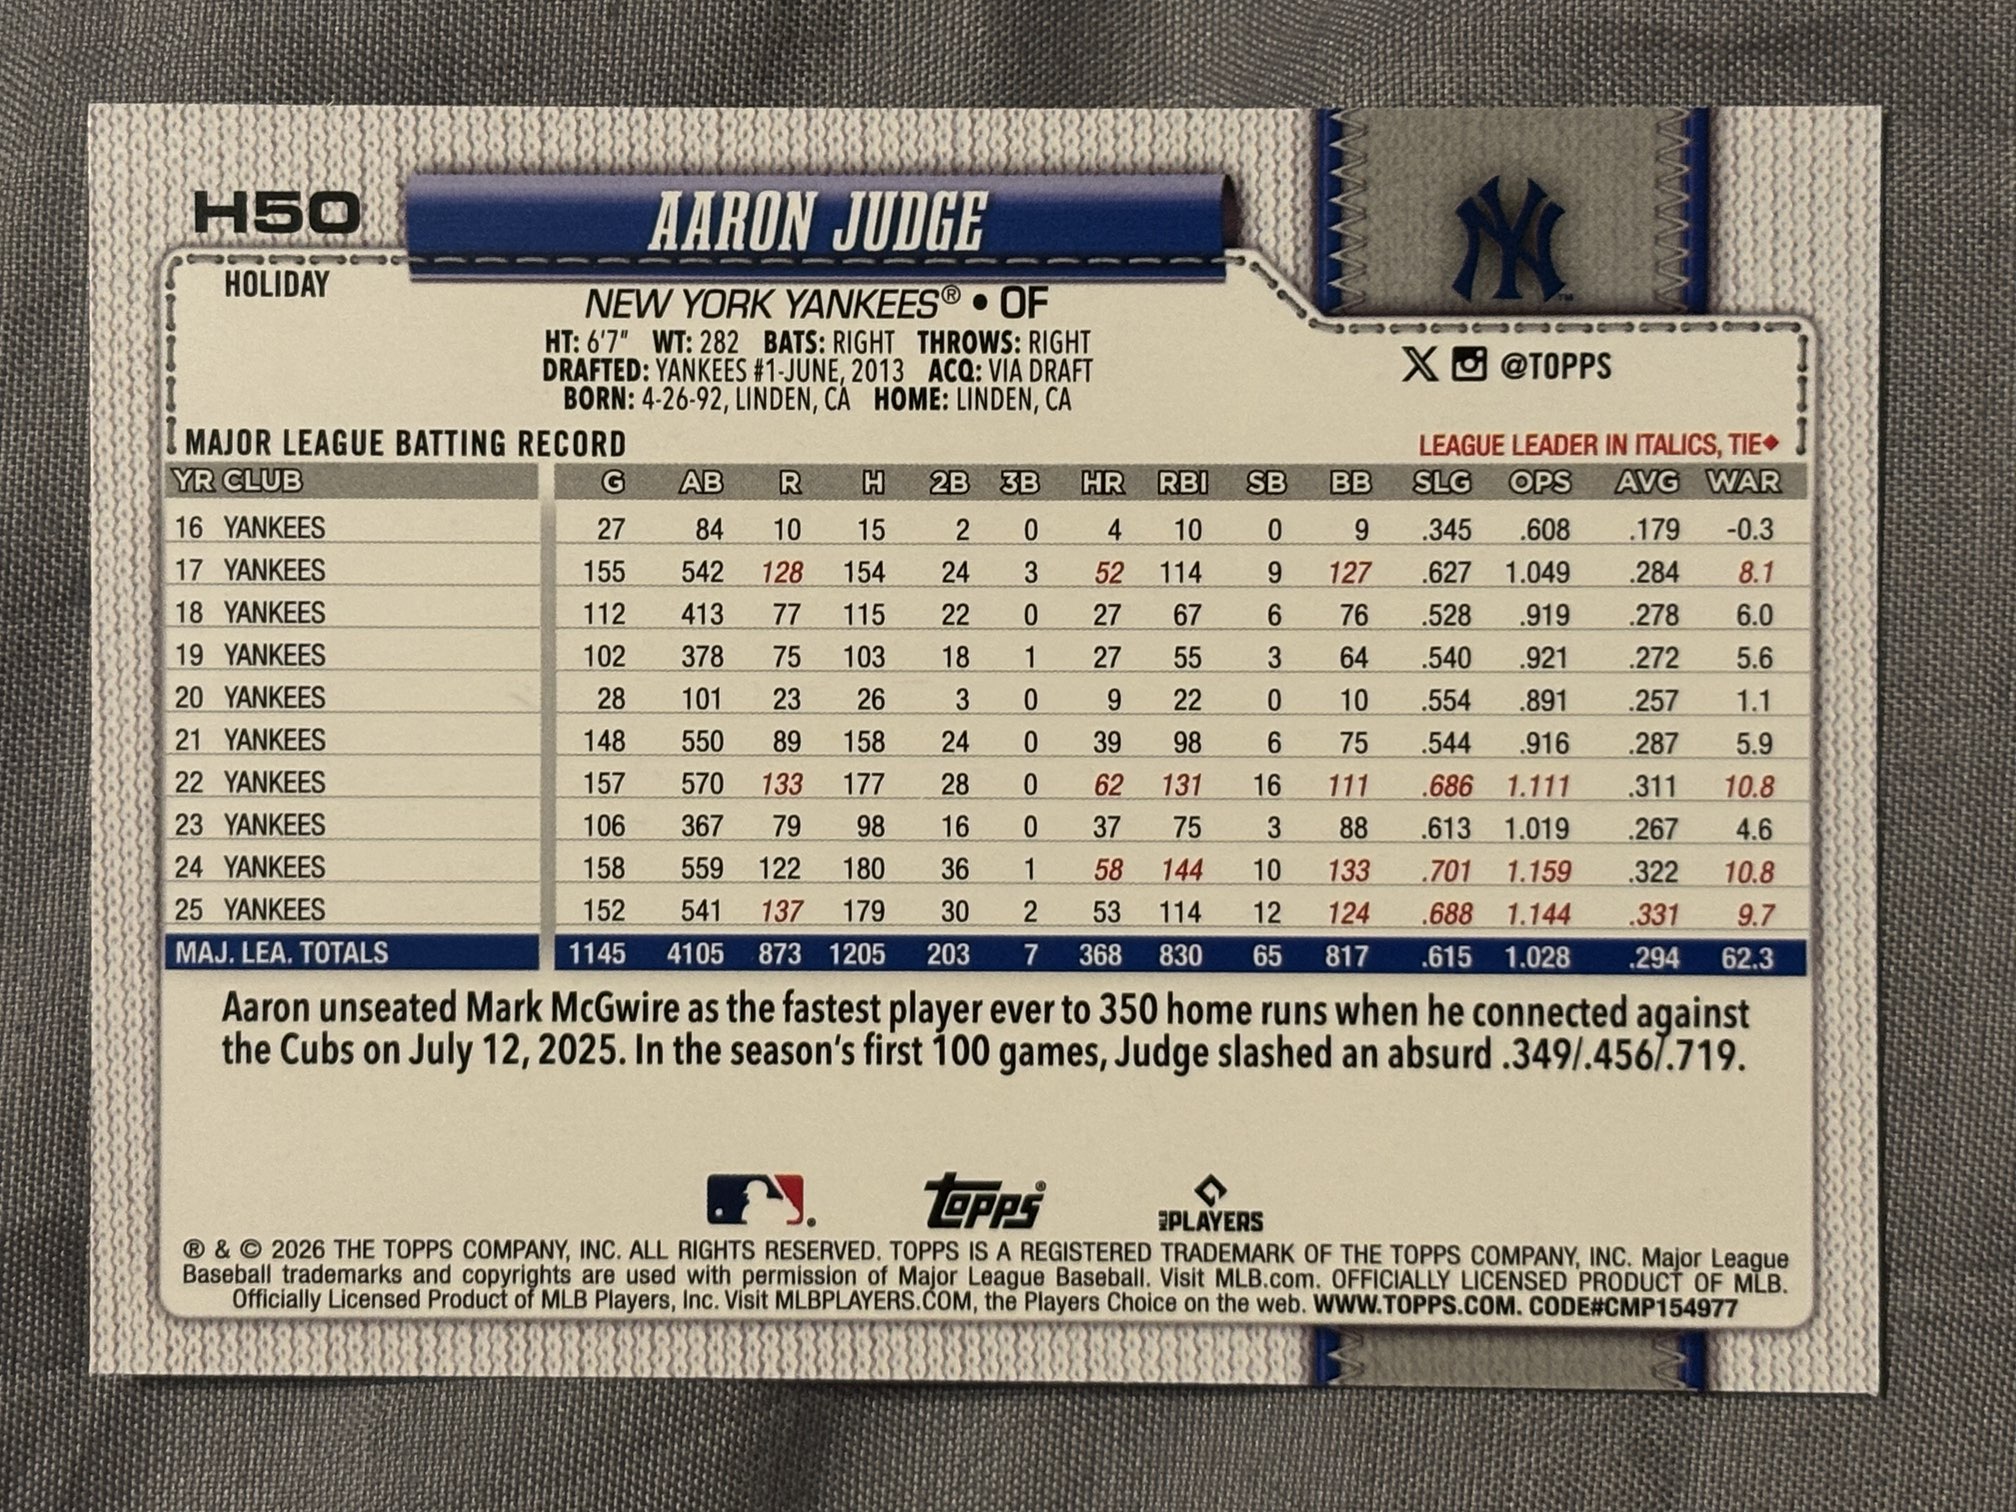 H50
AARON JUDGE
NY
TM
HOLIDAY
NEW YORK YANKEES® • OF
HT: 6'7" WT: 282 BATS: RIGHT THROWS: RIGHT
DRAFTED: YANKEES #1-JUNE, 2013 ACQ: VIA DRAFT
BORN: 4-26-92, LINDEN, CA HOME: LINDEN, CA
@TOPPS
MAJOR LEAGUE BATTING RECORD
LEAGUE LEADER IN ITALICS, TIE◆
YR CLUB G AB R H 2B 3B HR RBI SB BB SLG OPS AVG WAR
16 YANKEES 27 84 10 15 2 0 4 10 0 9 .345 .608 .179 -0.3
17 YANKEES 155 542 128 154 24 3 52 114 9 127 .627 1.049 .284 8.1
18 YANKEES 112 413 77 115 22 0 27 67 6 76 .528 .919 .278 6.0
19 YANKEES 102 378 75 103 18 1 27 55 3 64 .540 .921 .272 5.6
20 YANKEES 28 101 23 26 3 0 9 22 0 10 .554 .891 .257 1.1
21 YANKEES 148 550 89 158 24 0 39 98 6 75 .544 .916 .287 5.9
22 YANKEES 157 570 133 177 28 0 62 131 16 111 .686 1.111 .311 10.8
23 YANKEES 106 367 79 98 16 0 37 75 3 88 .613 1.019 .267 4.6
24 YANKEES 158 559 122 180 36 1 58 144 10 133 .701 1.159 .322 10.8
25 YANKEES 152 541 137 179 30 2 53 114 12 124 .688 1.144 .331 9.7
MAJ. LEA. TOTALS 1145 4105 873 1205 203 7 368 830 65 817 .615 1.028 .294 62.3
Aaron unseated Mark McGwire as the fastest player ever to 350 home runs when he connected against
the Cubs on July 12, 2025. In the season's first 100 games, Judge slashed an absurd .349/.456/.719.
Topps®
MLB PLAYERS
® & © 2026 THE TOPPS COMPANY, INC. ALL RIGHTS RESERVED. TOPPS IS A REGISTERED TRADEMARK OF THE TOPPS COMPANY, INC. Major League
Baseball trademarks and copyrights are used with permission of Major League Baseball. Visit MLB.com. OFFICIALLY LICENSED PRODUCT OF MLB.
Officially Licensed Product of MLB Players, Inc. Visit MLBPLAYERS.COM, the Players Choice on the web. WWW.TOPPS.COM. CODE#CMP154977